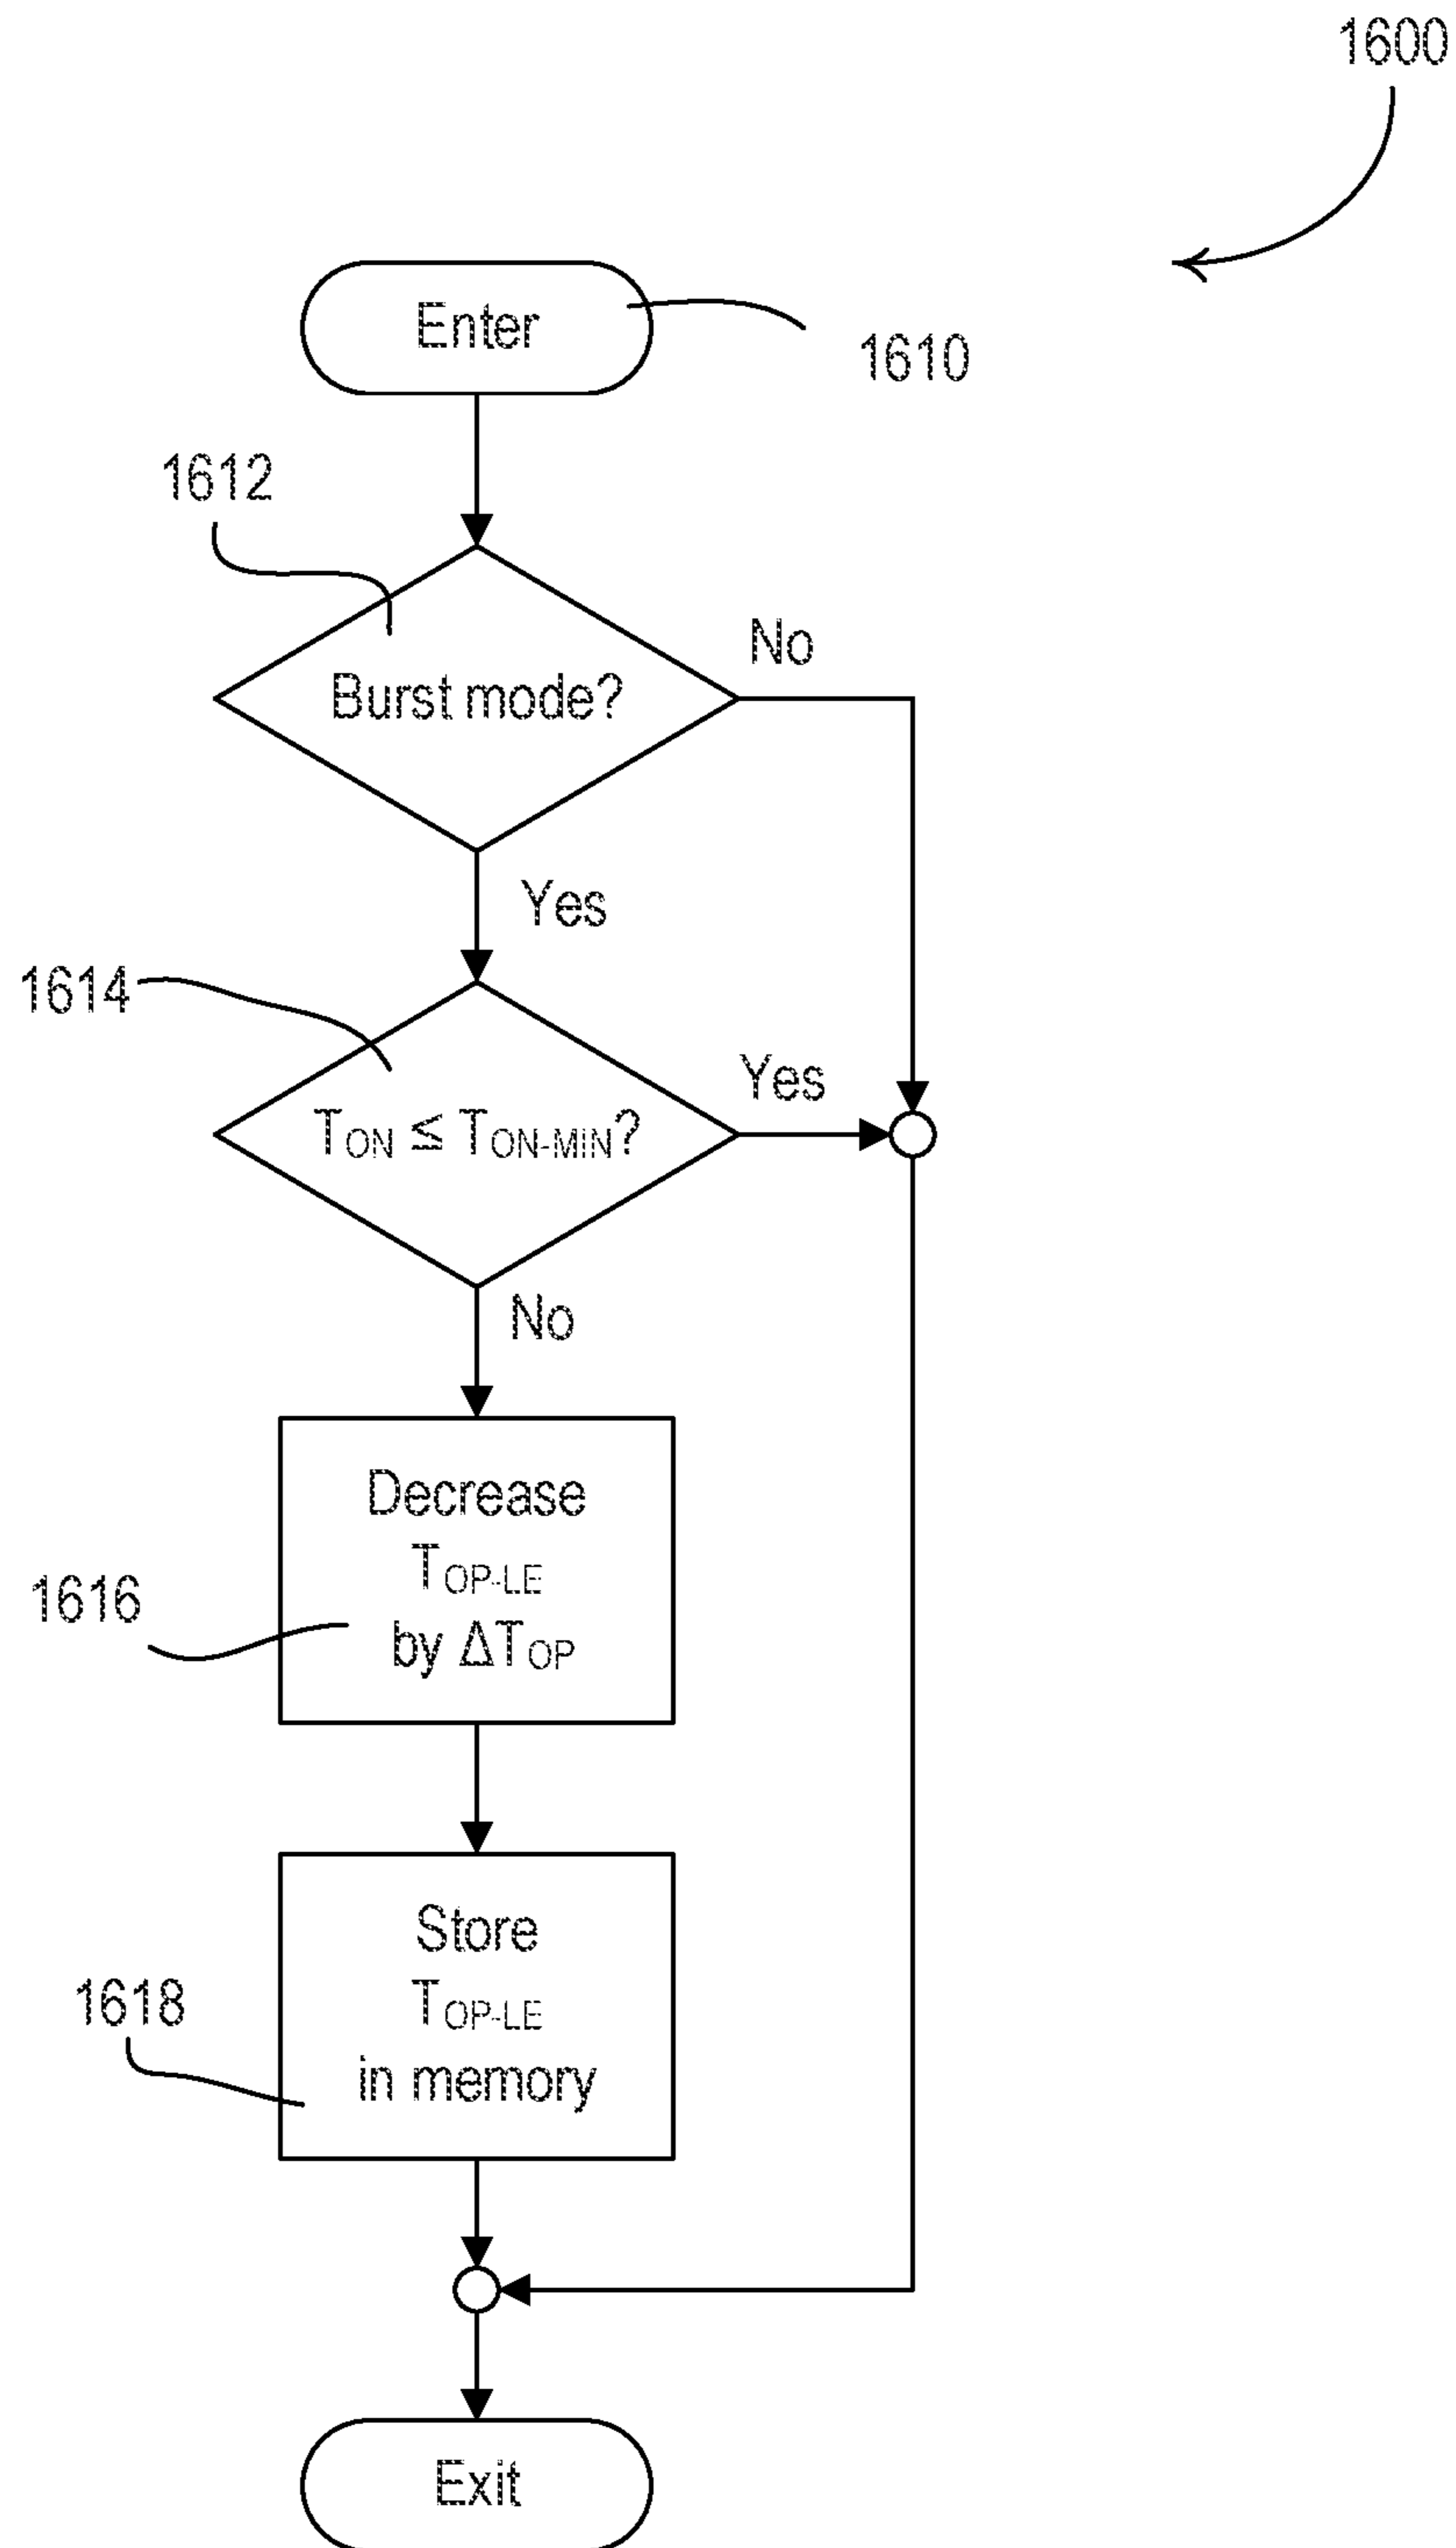 1600
Enter
1610
1612
No
Burst mode?
Yes
1614
Yes
TON ≤ TON-MIN?
No
Decrease
TOP-LE
1616
by ΔTOP
Store
TOP-LE
1618
in memory
Exit